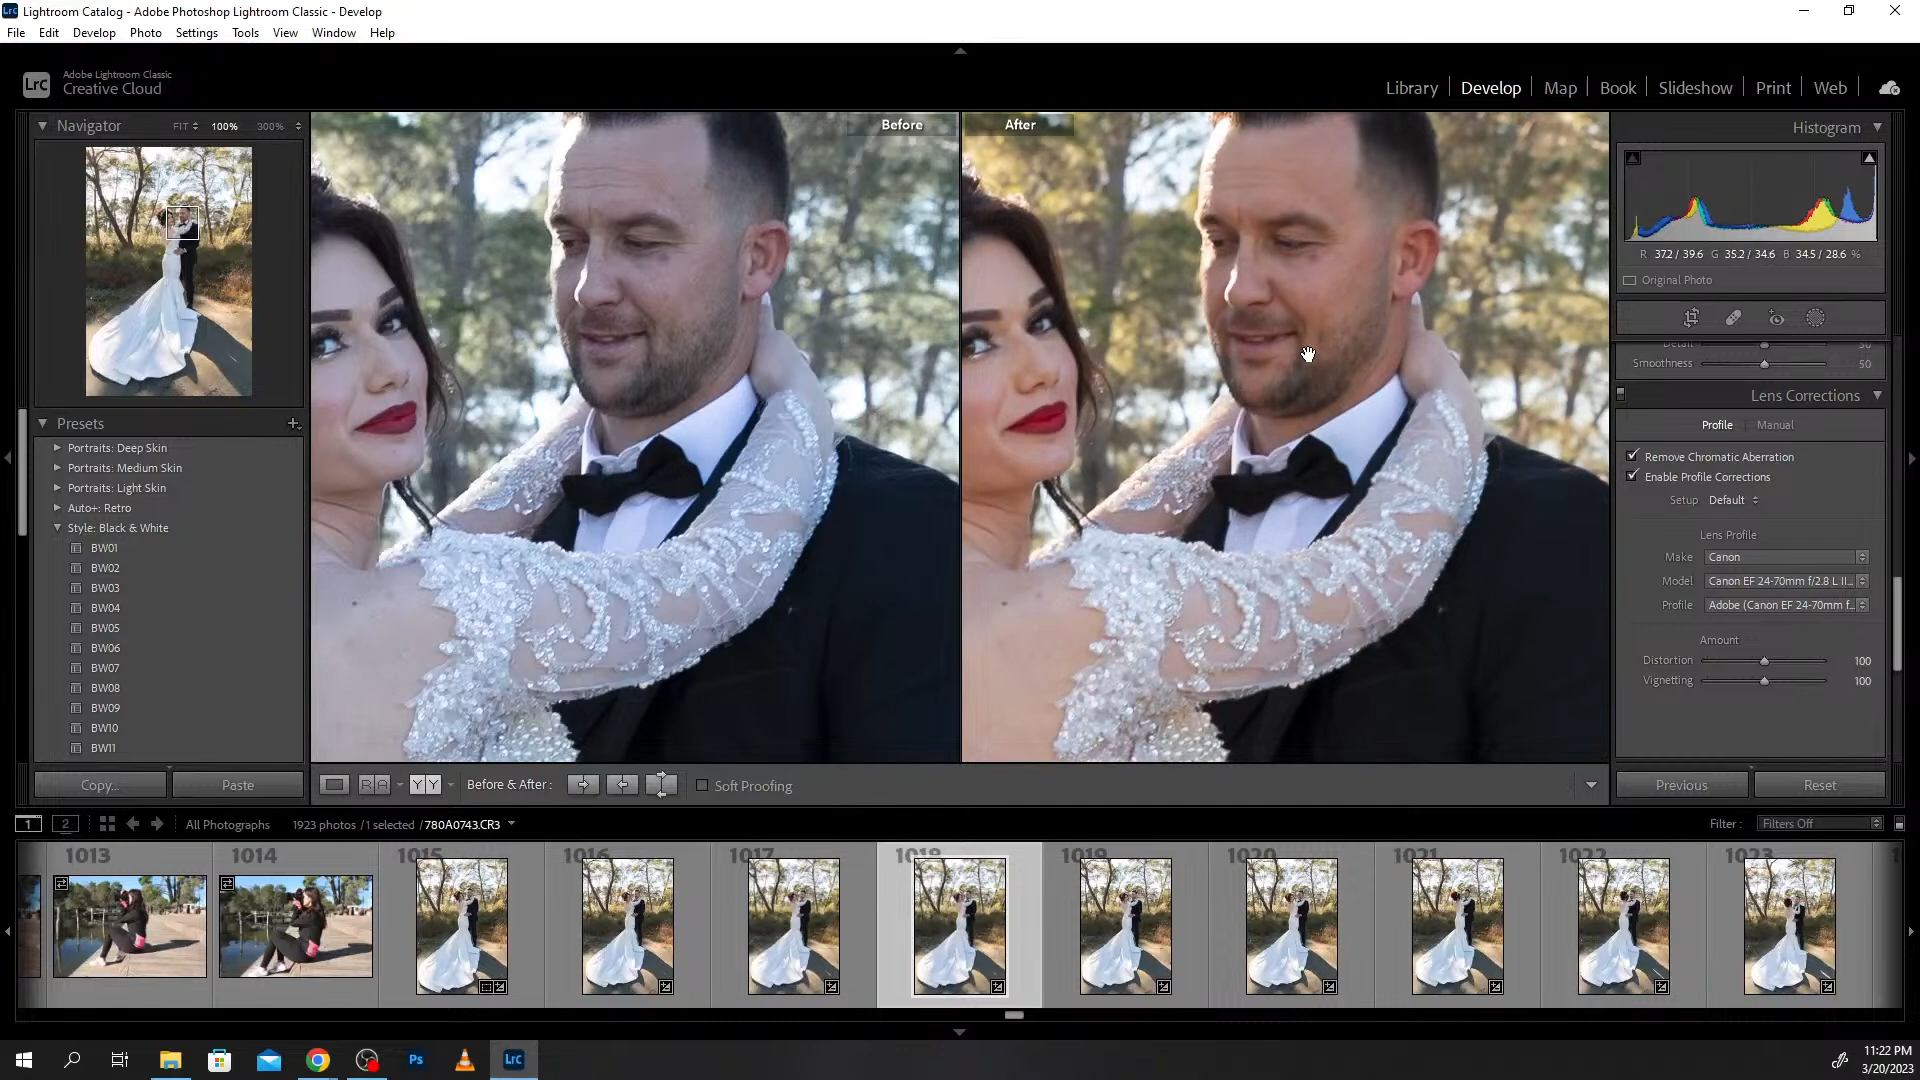 Lrc Lightroom Catalog - Adobe Photoshop Lightroom Classic - Develop
File Edit Develop Photo Settings Tools View Window Help
Lrc Adobe Lightroom Classic
Creative Cloud
Library Develop Map Book Slideshow Print Web
Navigator FIT 100% 300%
Before After
Histogram
R 37.2 / 39.6 G 35.2 / 34.6 B 34.5 / 28.6 %
Original Photo
Detail 50
Smoothness 50
Lens Corrections
Profile Manual
Remove Chromatic Aberration
Enable Profile Corrections
Setup Default
Lens Profile
Make Canon
Model Canon EF 24-70mm f/2.8 L II...
Profile Adobe (Canon EF 24-70mm f...
Amount
Distortion 100
Vignetting 100
Presets
Portraits: Deep Skin
Portraits: Medium Skin
Portraits: Light Skin
Auto+: Retro
Style: Black & White
BW01
BW02
BW03
BW04
BW05
BW06
BW07
BW08
BW09
BW10
BW11
Copy... Paste
R A Y Y Before & After : Soft Proofing
Previous Reset
1 2 All Photographs 1923 photos / 1 selected / 780A0743.CR3
Filter : Filters Off
1013 1014 1015 1016 1017 1018 1019 1020 1021 1022 1023
Ps LrC
11:22 PM
3/20/2023